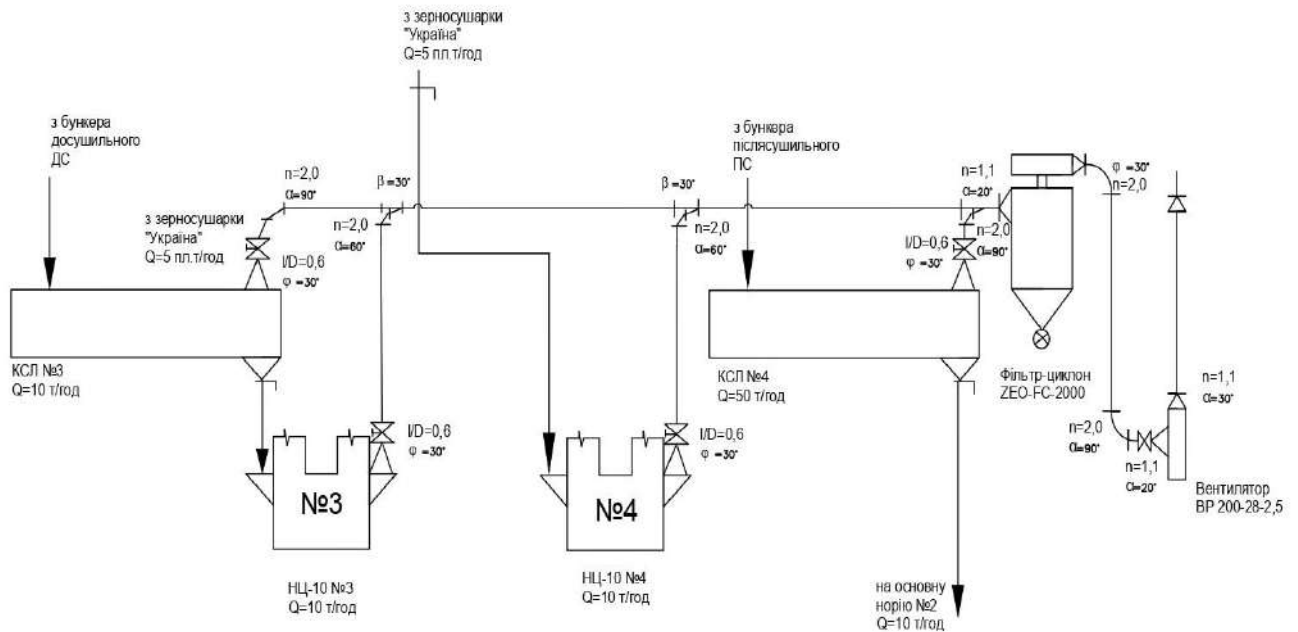 з зерносушарки
"Україна"
Q=5 пл.т/год
з бункера
досушильного
ДС
n=2,0
α=90°
β=30°
n=2,0
α=60°
з зерносушарки
"Україна"
Q=5 пл.т/год
l/D=0,6
φ=30°
КСЛ №3
Q=10 т/год
l/D=0,6
φ=30°
№3
НЦ-10 №3
Q=10 т/год
β=30°
n=2,0
α=60°
l/D=0,6
φ=30°
№4
НЦ-10 №4
Q=10 т/год
з бункера
післясушильного
ПС
n=1,1
α=20°
n=2,0
α=90°
l/D=0,6
φ=30°
КСЛ №4
Q=50 т/год
на основну
норію №2
Q=10 т/год
φ=30°
n=2,0
Фільтр-циклон
ZEO-FC-2000
n=2,0
α=90°
n=1,1
α=20°
n=1,1
α=30°
Вентилятор
ВР 200-28-2,5